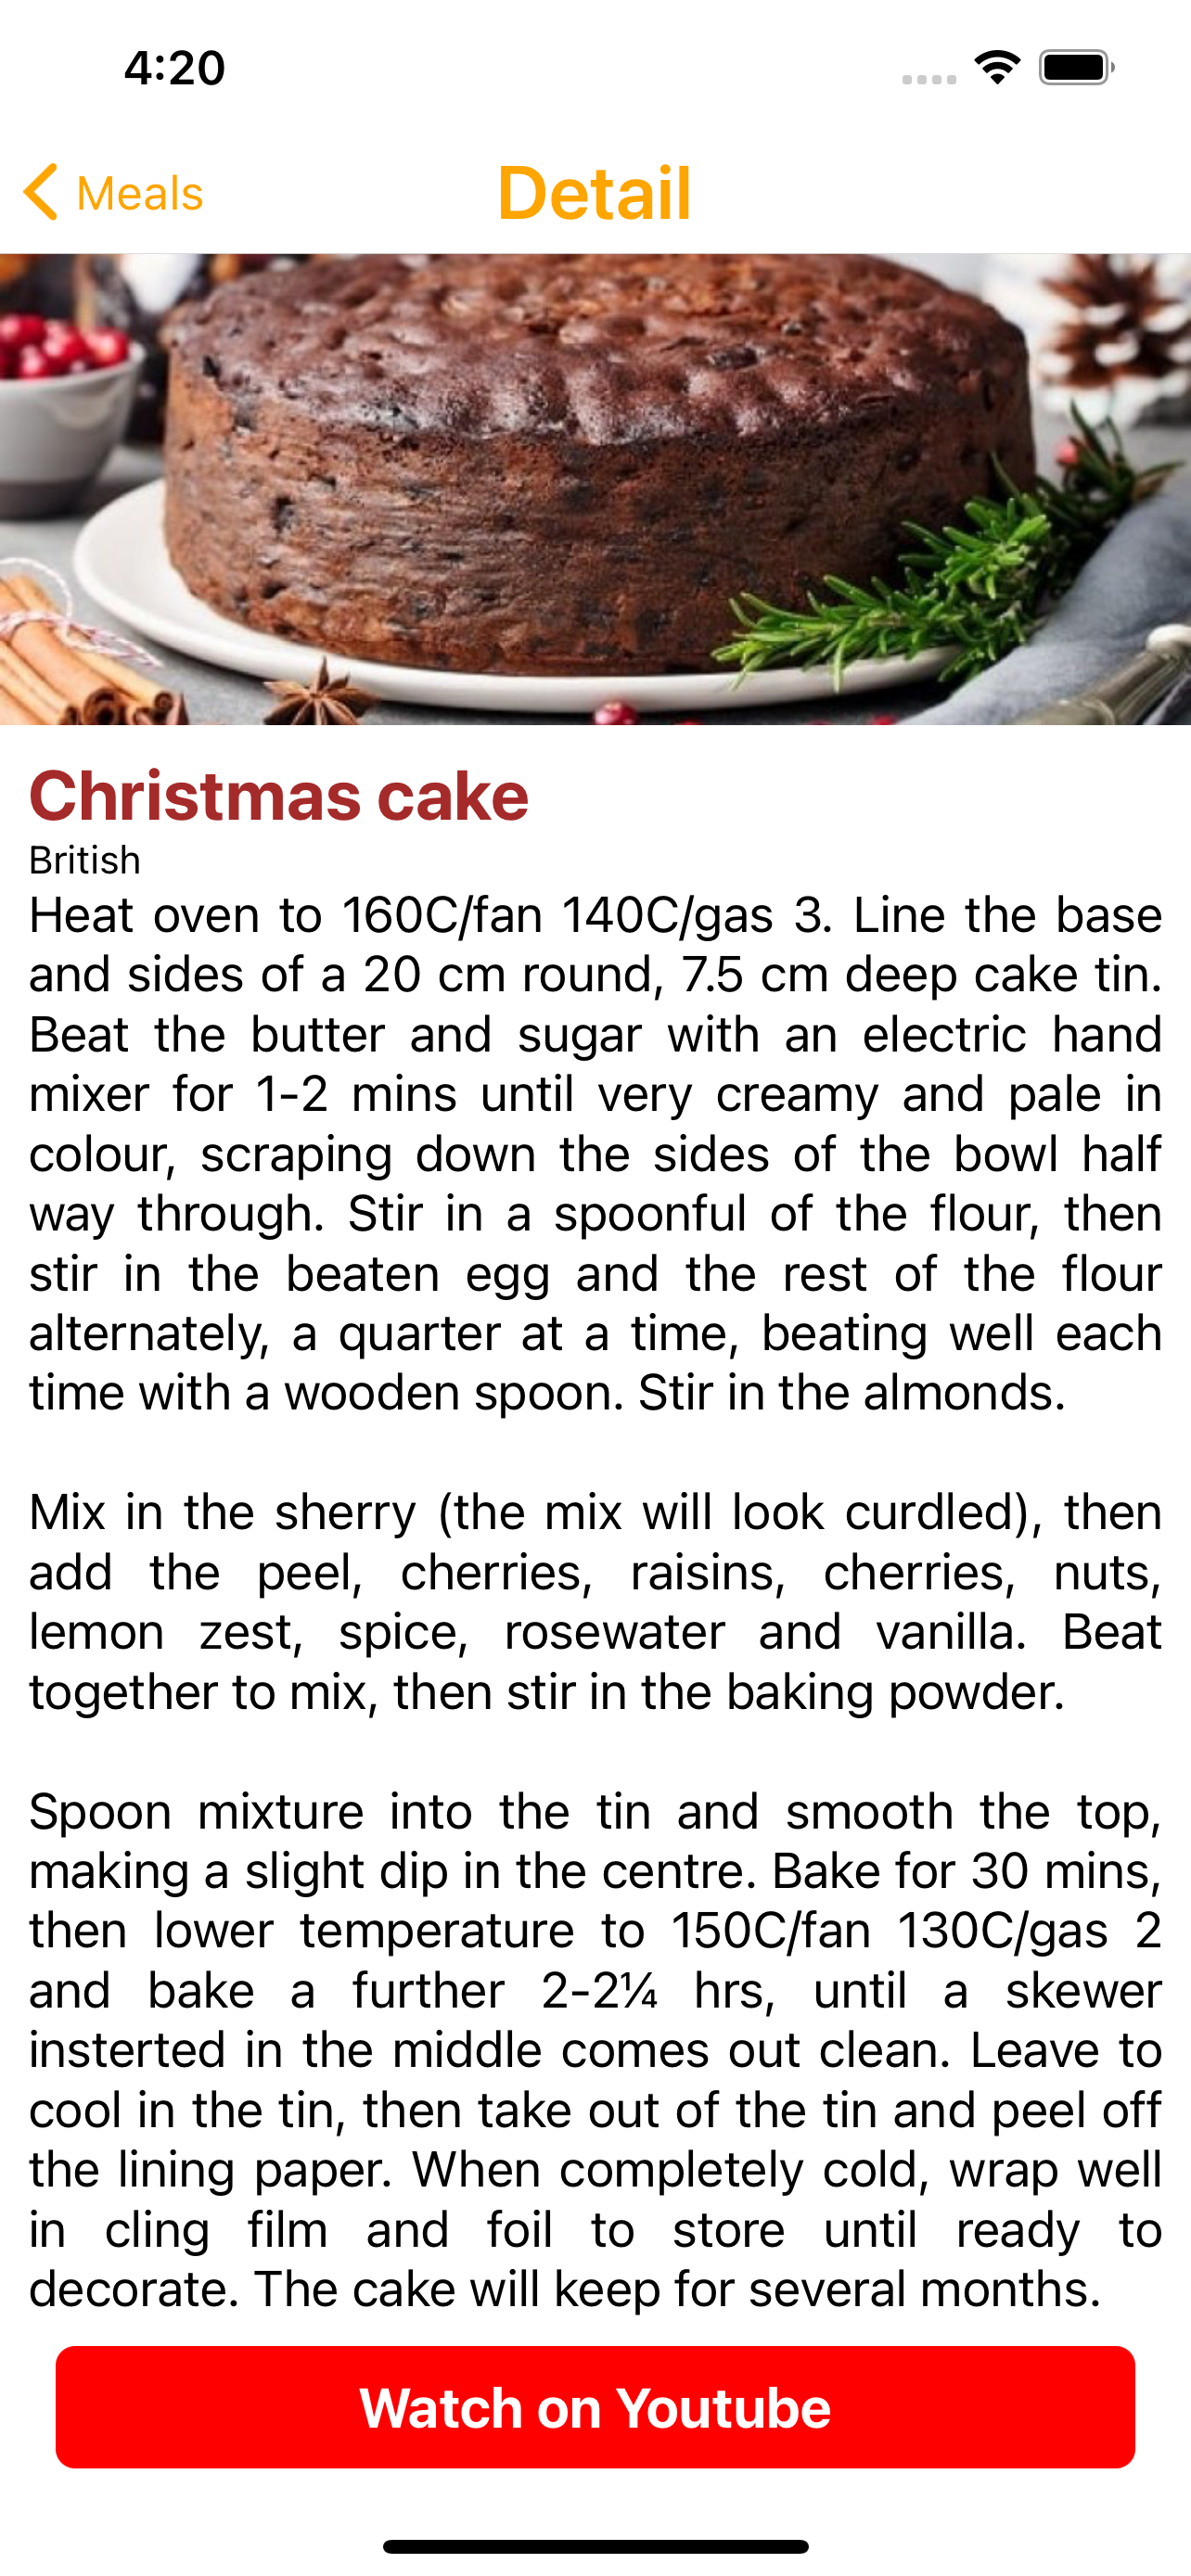 4:20
Meals
Detail
Christmas cake
British
Heat oven to 160C/fan 140C/gas 3. Line the base
and sides of a 20 cm round, 7.5 cm deep cake tin.
Beat the butter and sugar with an electric hand
mixer for 1-2 mins until very creamy and pale in
colour, scraping down the sides of the bowl half
way through. Stir in a spoonful of the flour, then
stir in the beaten egg and the rest of the flour
alternately, a quarter at a time, beating well each
time with a wooden spoon. Stir in the almonds.
Mix in the sherry (the mix will look curdled), then
add the peel, cherries, raisins, cherries, nuts,
lemon zest, spice, rosewater and vanilla. Beat
together to mix, then stir in the baking powder.
Spoon mixture into the tin and smooth the top,
making a slight dip in the centre. Bake for 30 mins,
then lower temperature to 150C/fan 130C/gas 2
and bake a further 2-2¼ hrs, until a skewer
insterted in the middle comes out clean. Leave to
cool in the tin, then take out of the tin and peel off
the lining paper. When completely cold, wrap well
in cling film and foil to store until ready to
decorate. The cake will keep for several months.
Watch on Youtube